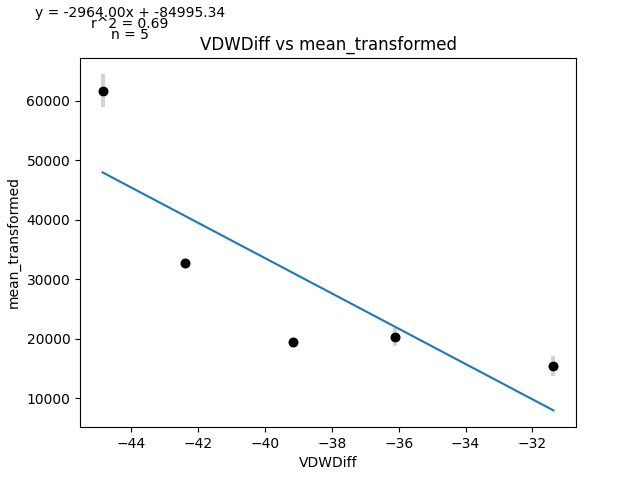 y = -2964.00x + -84995.34
r^2 = 0.69
n = 5
VDWDiff vs mean_transformed
60000
50000
40000
30000
20000
10000
mean_transformed
−44 −42 −40 −38 −36 −34 −32
VDWDiff